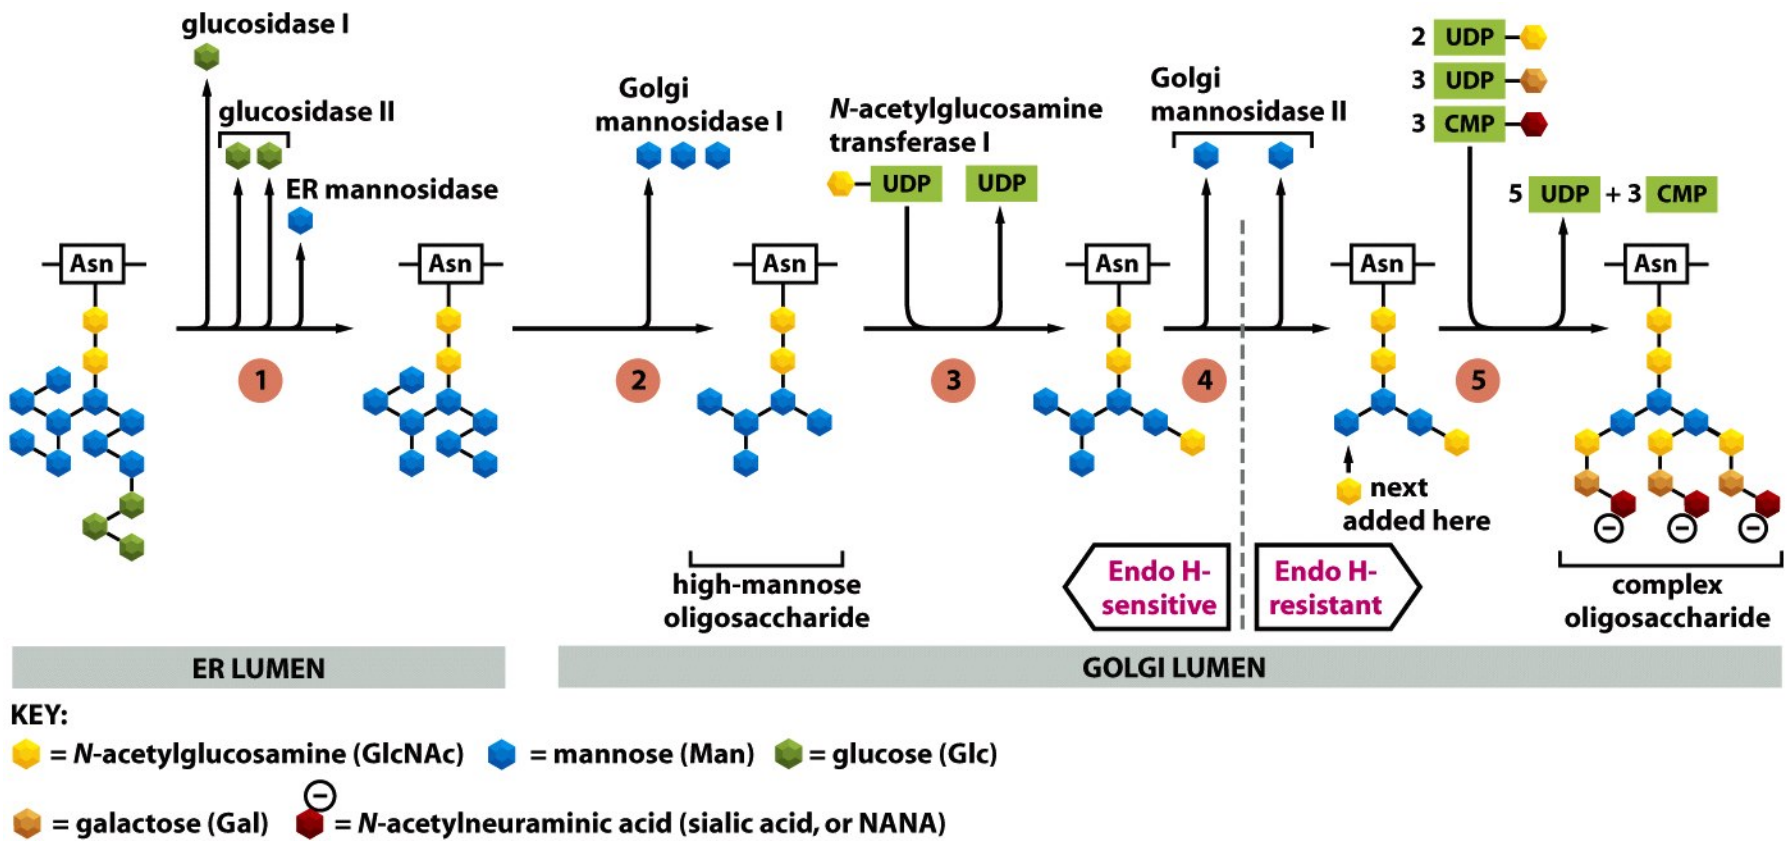 glucosidase I
glucosidase II
ER mannosidase
Golgi
mannosidase I
N-acetylglucosamine
transferase I
UDP
UDP
Golgi
mannosidase II
2 UDP
3 UDP
3 CMP
5 UDP + 3 CMP
Asn
Asn
Asn
Asn
Asn
Asn
1
2
3
4
5
next
added here
high-mannose
oligosaccharide
Endo H-
sensitive
Endo H-
resistant
complex
oligosaccharide
ER LUMEN
GOLGI LUMEN
KEY:
= N-acetylglucosamine (GlcNAc) = mannose (Man) = glucose (Glc)
= galactose (Gal) = N-acetylneuraminic acid (sialic acid, or NANA)